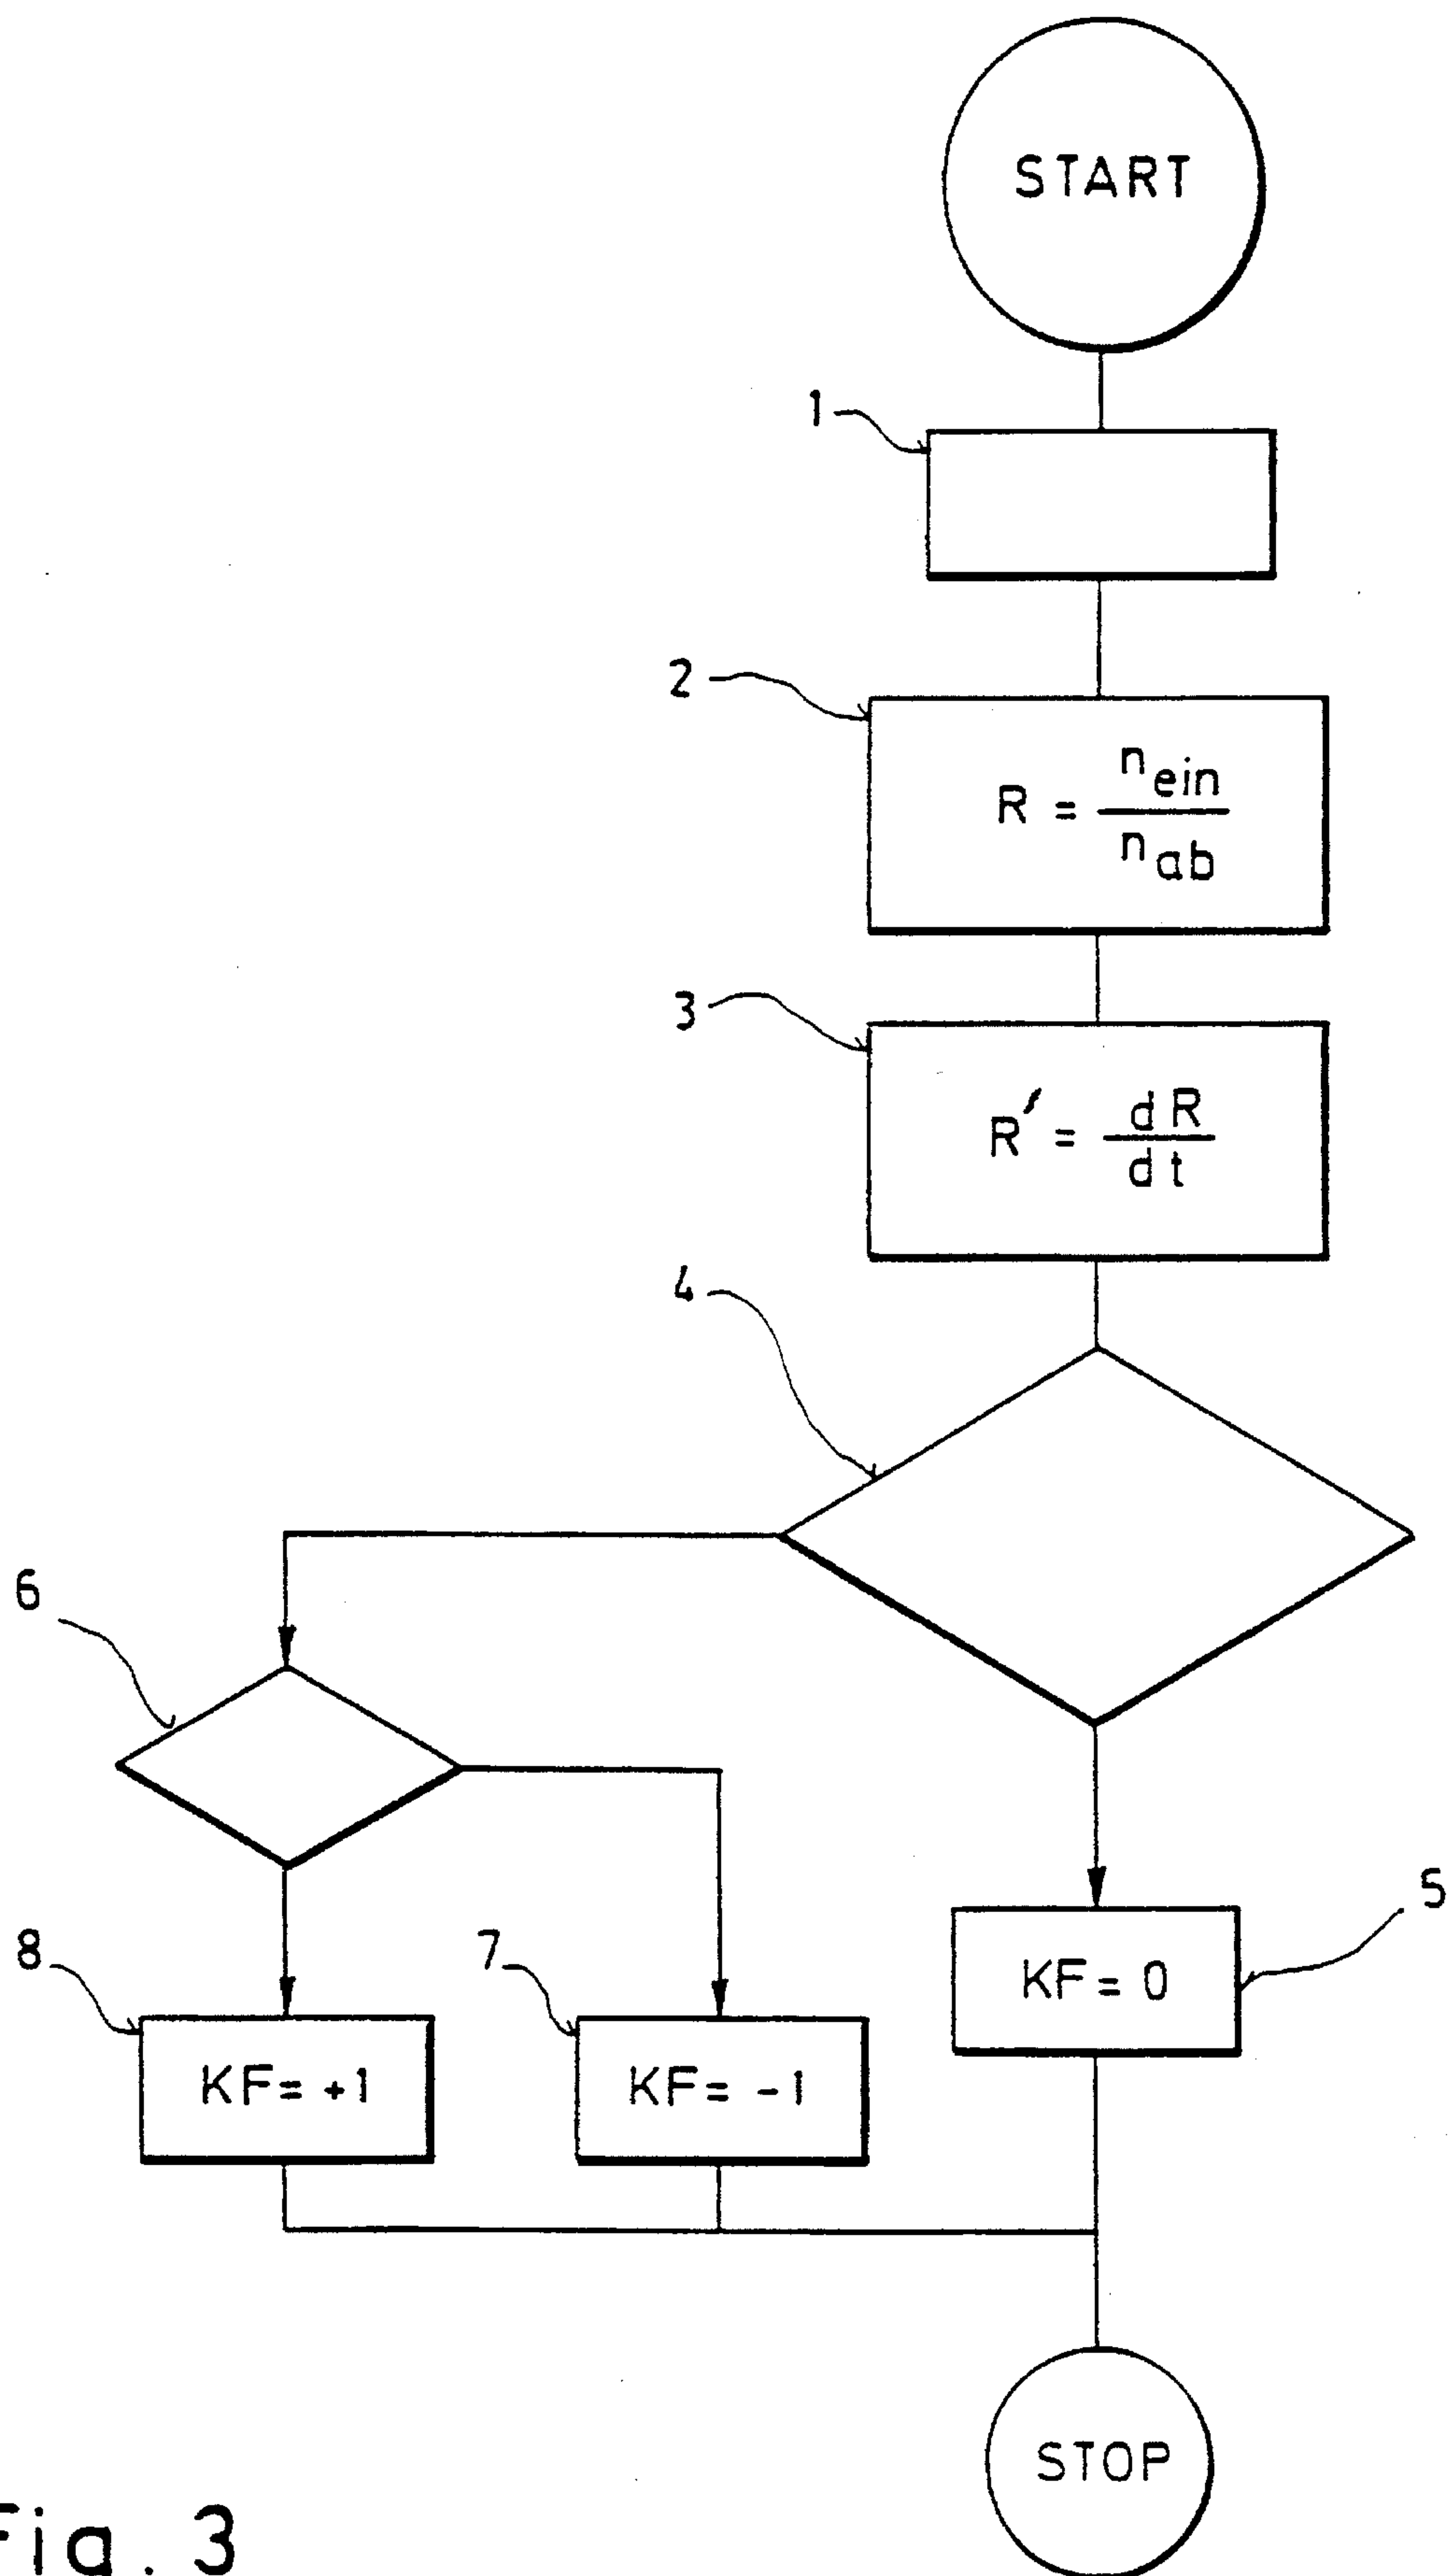 START
1
2
R = n_ein / n_ab
3
R′ = dR / dt
4
6
5
KF = 0
8
7
KF = +1
KF = -1
STOP
Fig. 3